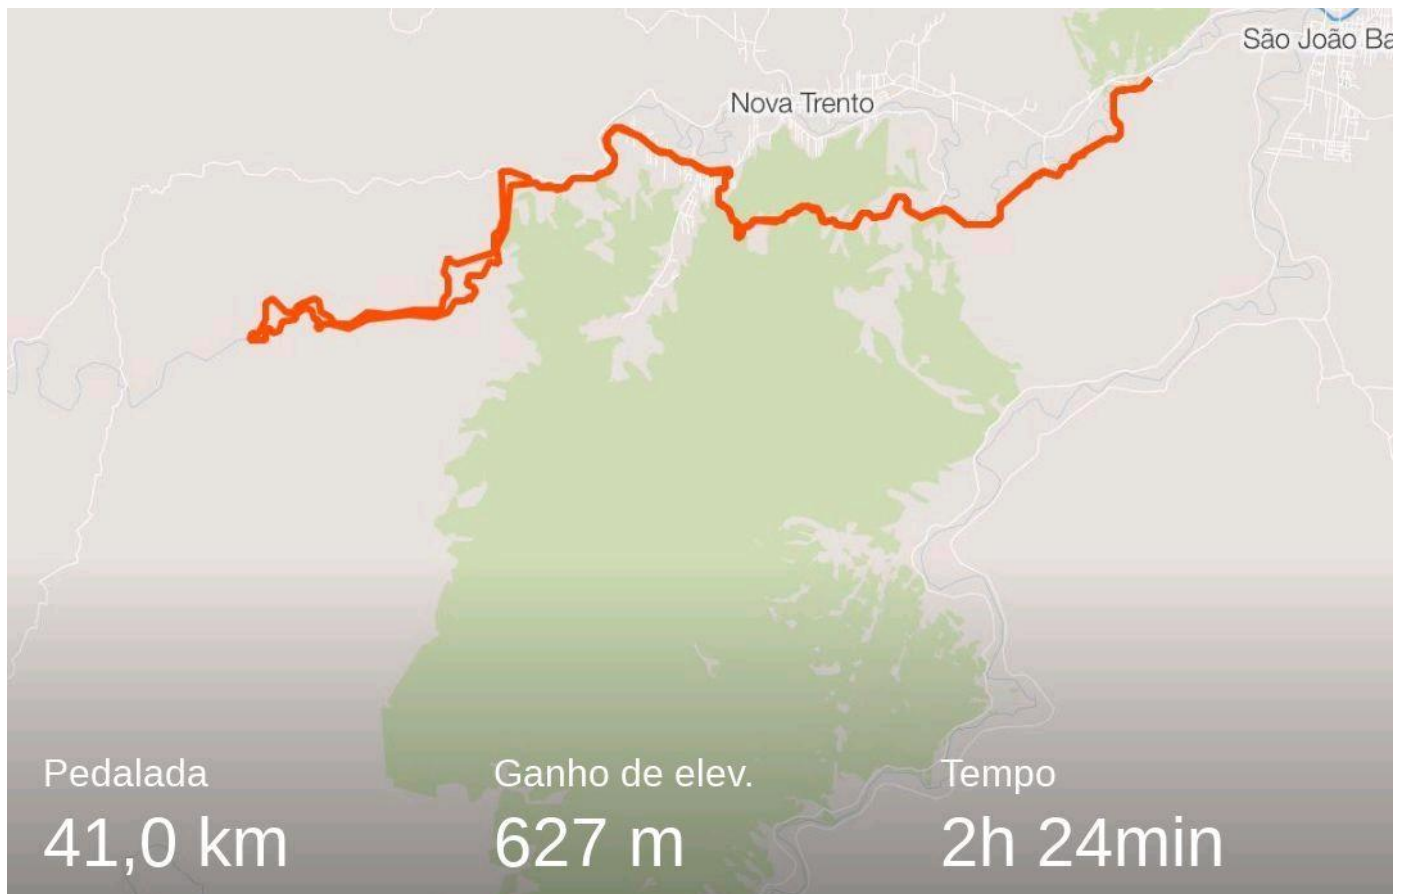 São João Ba
Nova Trento
Pedalada
Ganho de elev.
Tempo
41,0 km
627 m
2h 24min